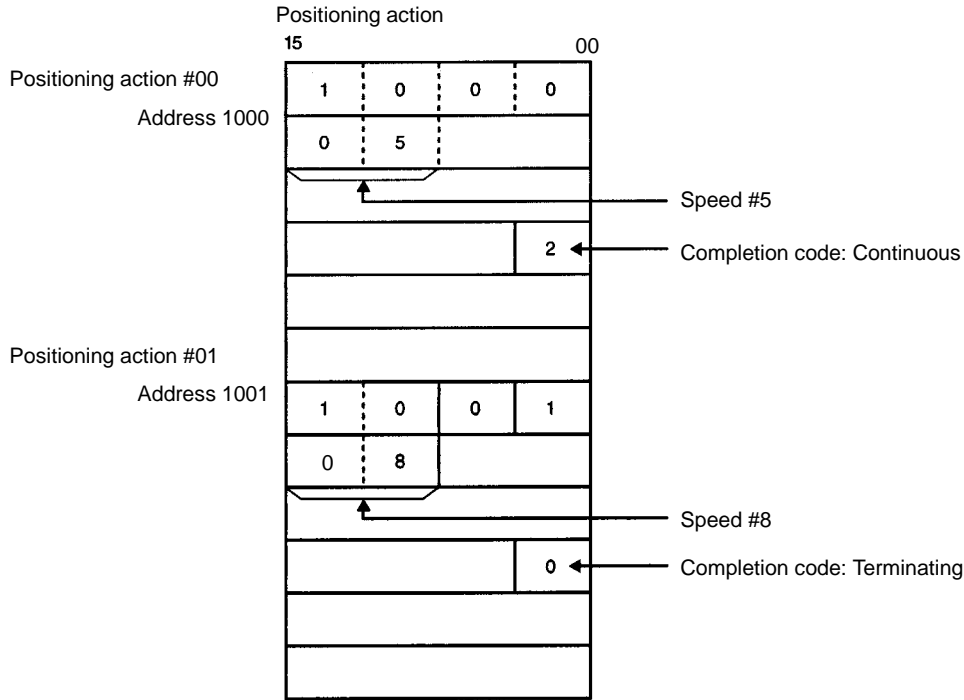 Positioning action
15 00
Positioning action #00
1 0 0 0
Address 1000
0 5
Speed #5
2 Completion code: Continuous
Positioning action #01
Address 1001
1 0 0 1
0 8
Speed #8
0 Completion code: Terminating